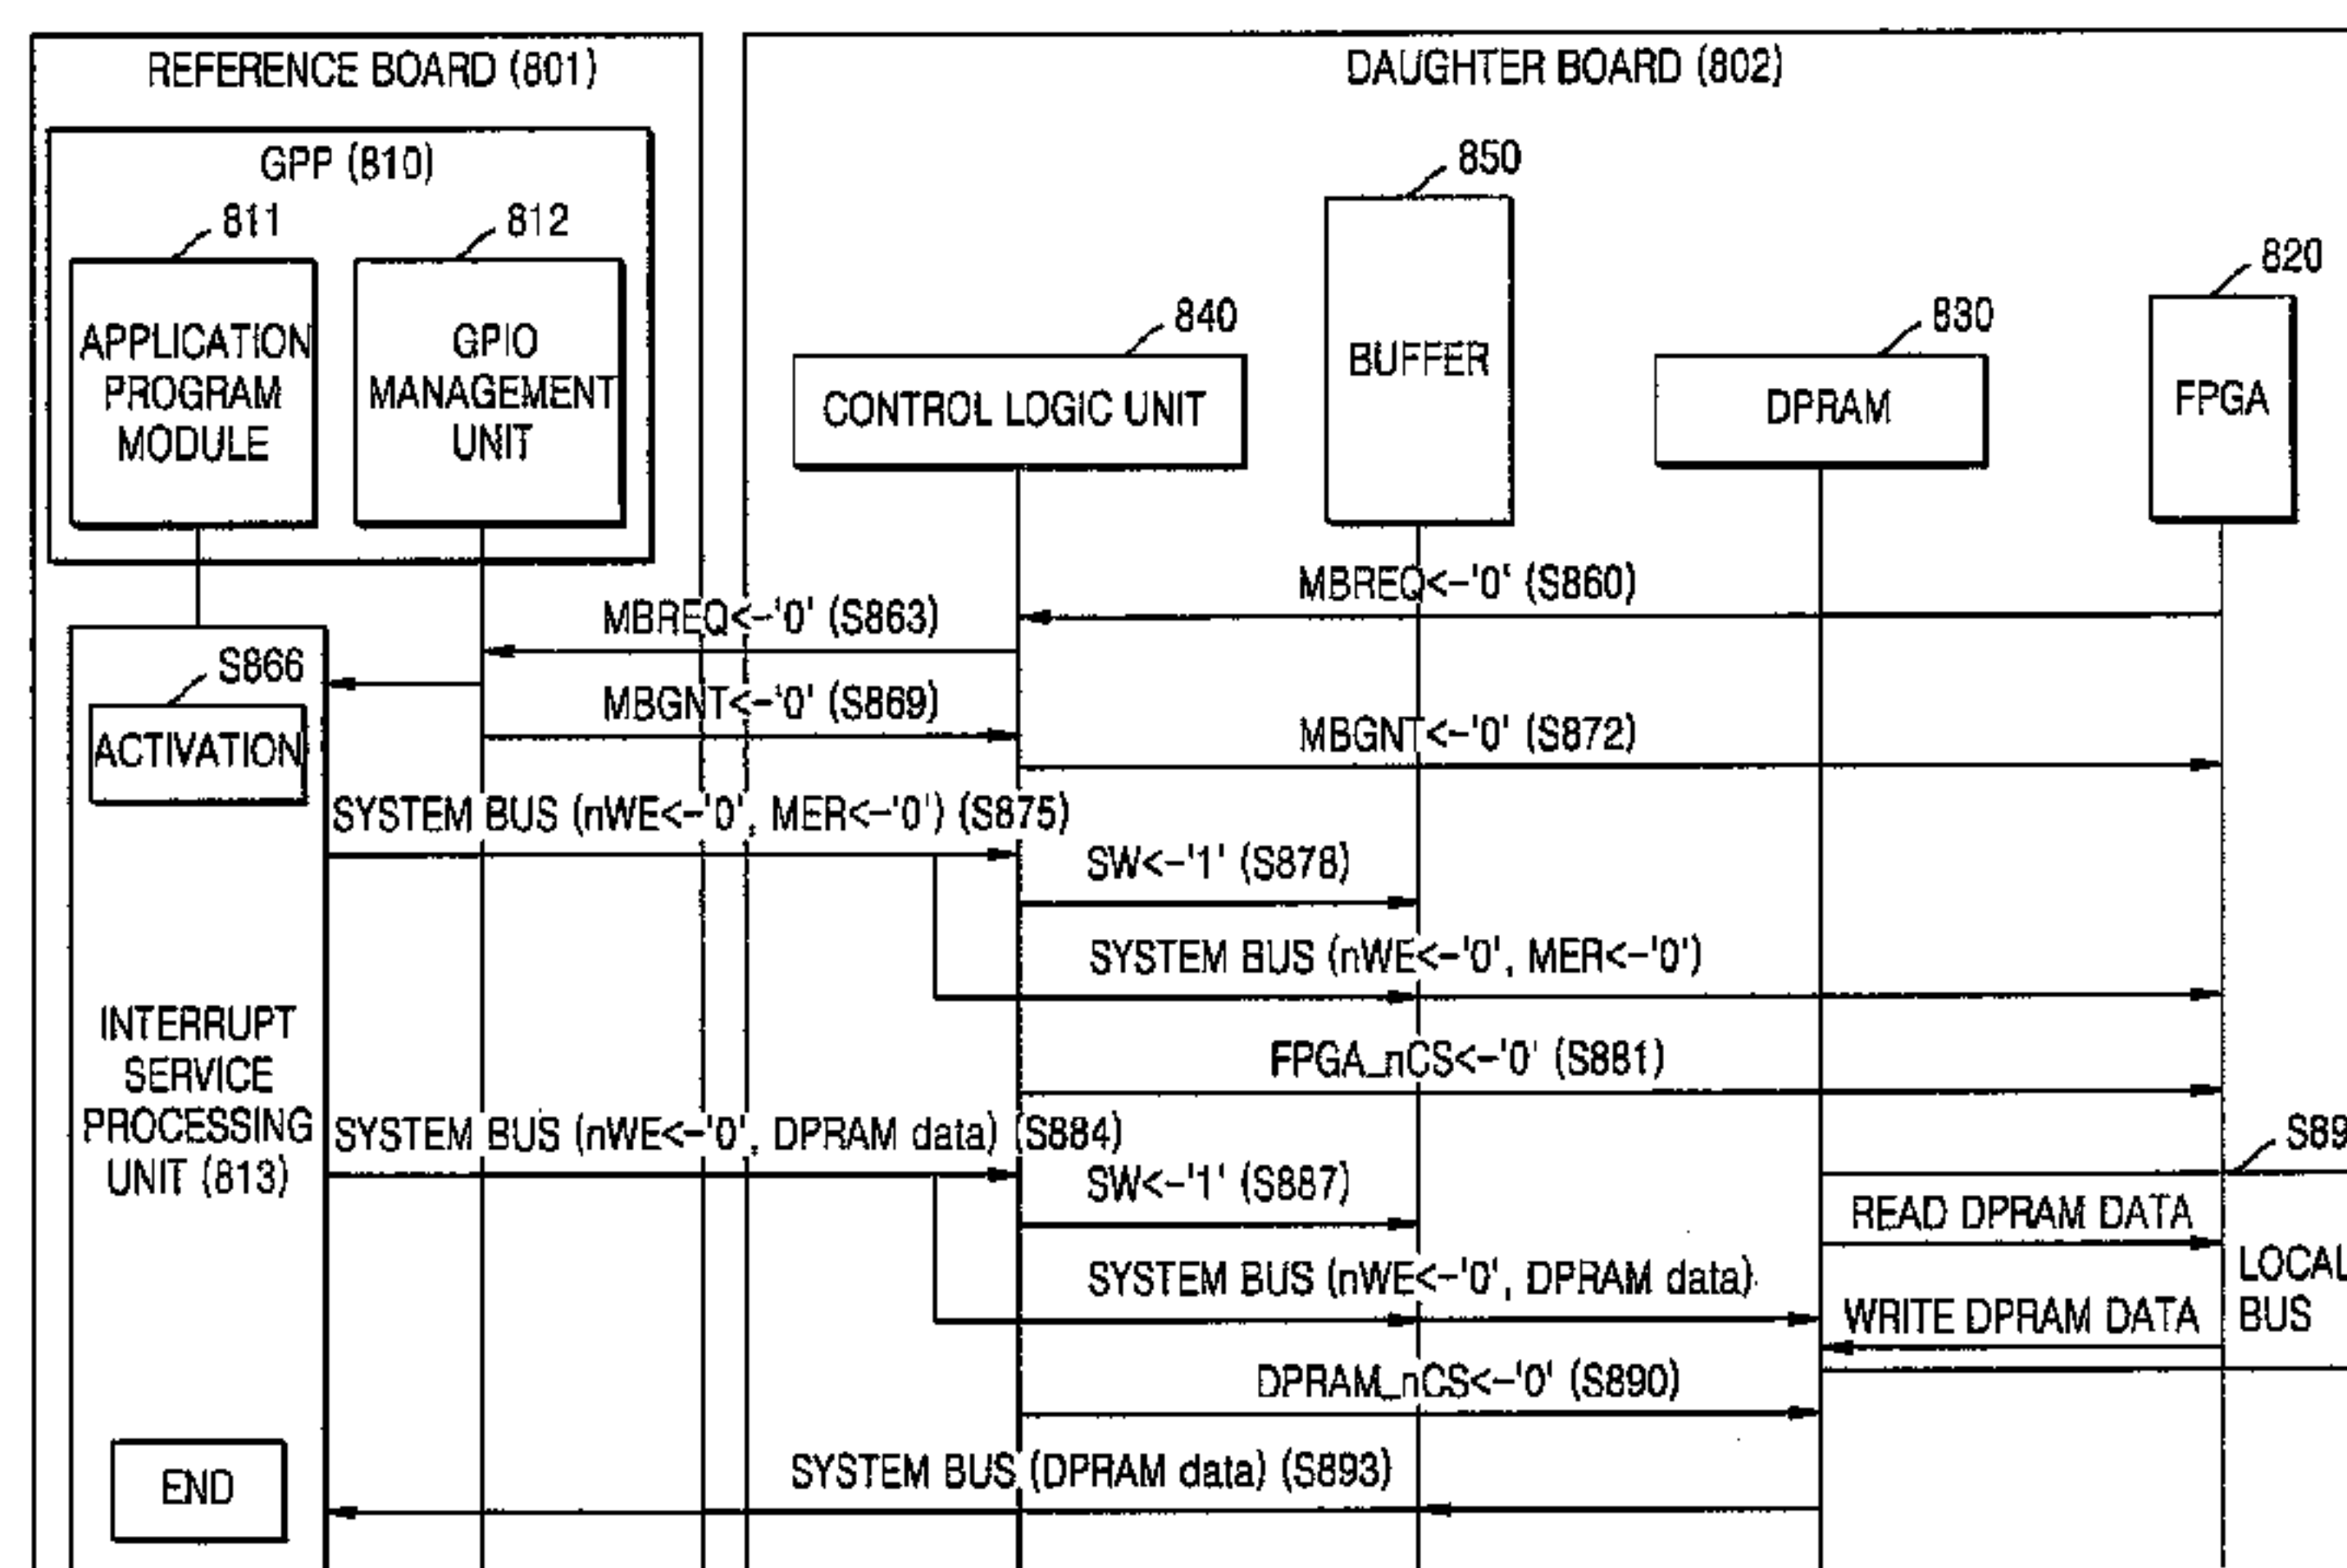 REFERENCE BOARD (801)
DAUGHTER BOARD (802)
GPP (810)
850
811
812
820
840
830
APPLICATION
PROGRAM
MODULE
GPIO
MANAGEMENT
UNIT
CONTROL LOGIC UNIT
BUFFER
DPRAM
FPGA
MBREQ<-'0' (S860)
MBREQ<-'0' (S863)
S866
MBGNT<-'0' (S869)
MBGNT<-'0' (S872)
ACTIVATION
SYSTEM BUS (nWE<-'0', MER<-'0') (S875)
SW<-'1' (S878)
SYSTEM BUS (nWE<-'0', MER<-'0')
FPGA_nCS<-'0' (S881)
INTERRUPT
SERVICE
PROCESSING
UNIT (813)
SYSTEM BUS (nWE<-'0', DPRAM data) (S884)
S89
SW<-'1' (S887)
READ DPRAM DATA
SYSTEM BUS (nWE<-'0', DPRAM data)
LOCAL
BUS
WRITE DPRAM DATA
DPRAM_nCS<-'0' (S890)
SYSTEM BUS (DPRAM data) (S893)
END